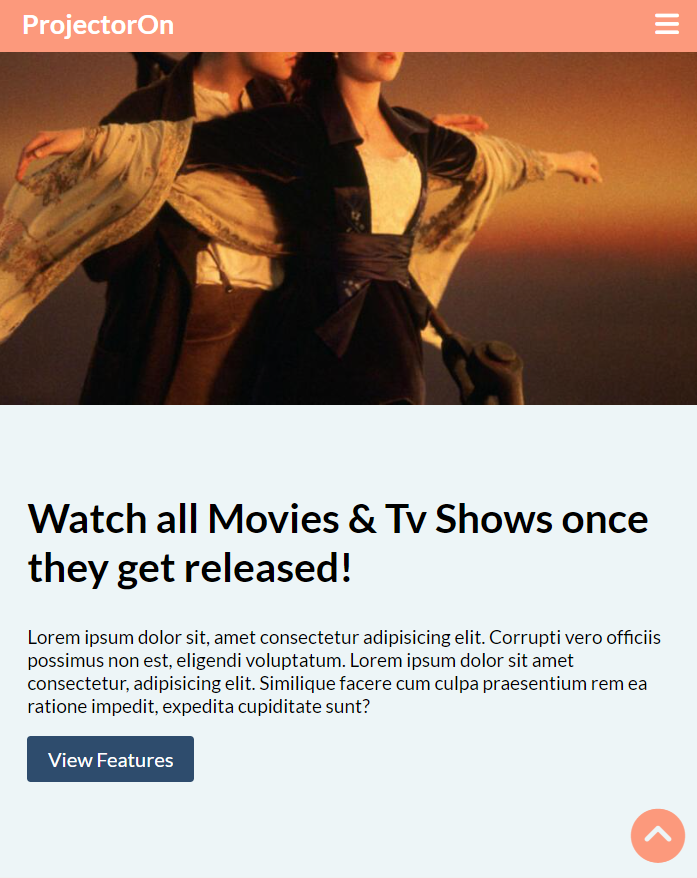 ProjectorOn
Watch all Movies & Tv Shows once
they get released!
Lorem ipsum dolor sit, amet consectetur adipisicing elit. Corrupti vero officiis
possimus non est, eligendi voluptatum. Lorem ipsum dolor sit amet
consectetur, adipisicing elit. Similique facere cum culpa praesentium rem ea
ratione impedit, expedita cupiditate sunt?
View Features